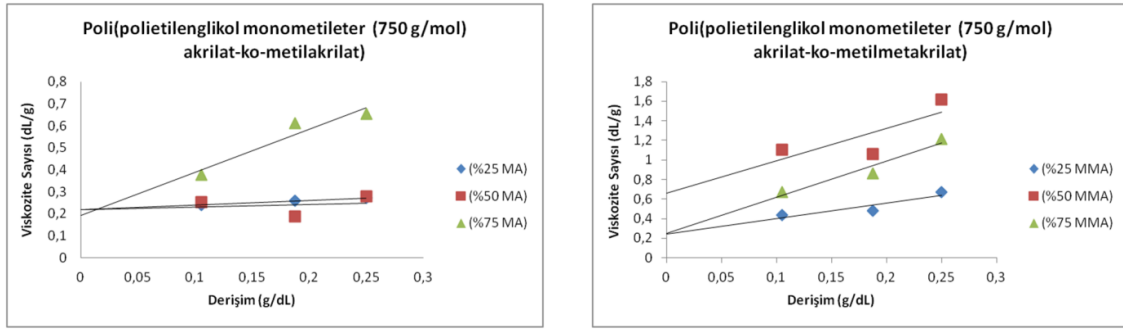 Poli(polietilenglikol monometileter (750 g/mol)
akrilat-ko-metilakrilat)
0,8
0,7
0,6
0,5
0,4
0,3
0,2
0,1
0
Viskozite Sayısı (dL/g)
0
0,05
0,1
0,15
0,2
0,25
0,3
Derişim (g/dL)
(%25 MA)
(%50 MA)
(%75 MA)
Poli(polietilenglikol monometileter (750 g/mol)
akrilat-ko-metilmetakrilat)
1,8
1,6
1,4
1,2
1
0,8
0,6
0,4
0,2
0
Viskozite Sayısı (dL/g)
0
0,05
0,1
0,15
0,2
0,25
0,3
Derişim (g/dL)
(%25 MMA)
(%50 MMA)
(%75 MMA)